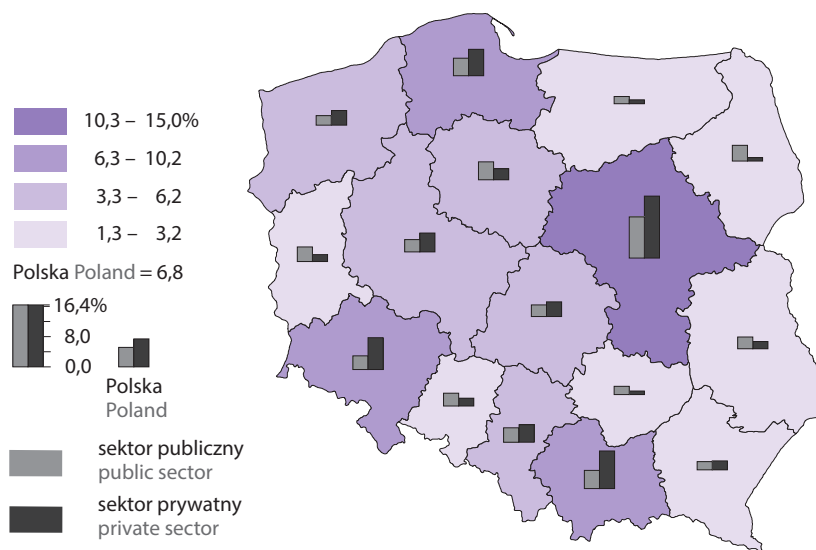 10,3 – 15,0%
6,3 – 10,2
3,3 – 6,2
1,3 – 3,2
Polska Poland = 6,8
16,4%
8,0
0,0
Polska
Poland
sektor publiczny
public sector
sektor prywatny
private sector